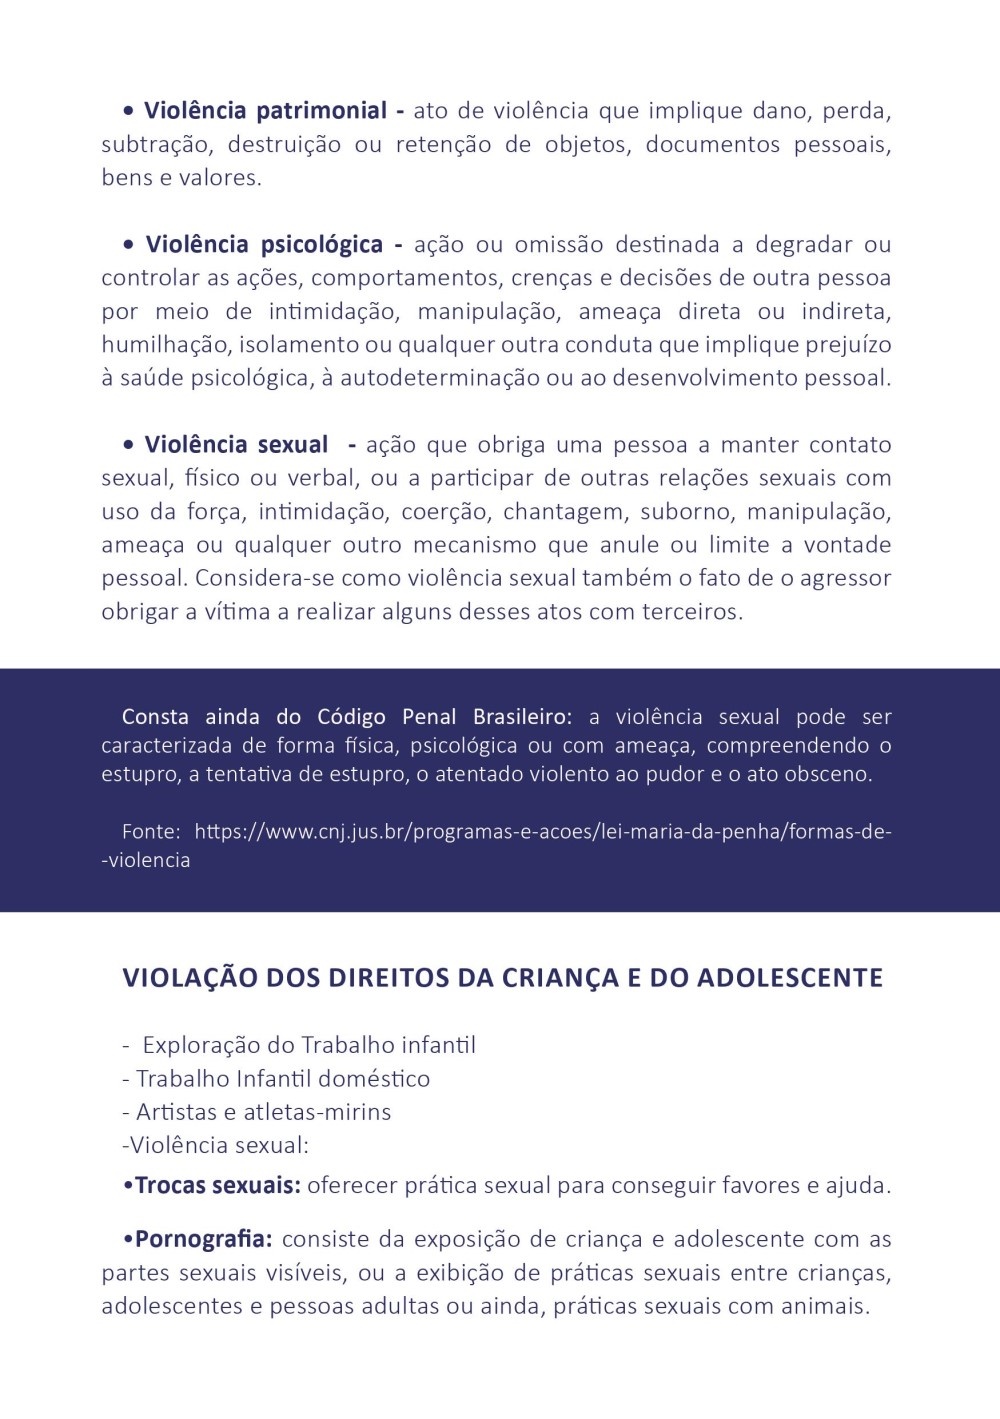 • Violência patrimonial - ato de violência que implique dano, perda,
subtração, destruição ou retenção de objetos, documentos pessoais,
bens e valores.
• Violência psicológica - ação ou omissão destinada a degradar ou
controlar as ações, comportamentos, crenças e decisões de outra pessoa
por meio de intimidação, manipulação, ameaça direta ou indireta,
humilhação, isolamento ou qualquer outra conduta que implique prejuízo
à saúde psicológica, à autodeterminação ou ao desenvolvimento pessoal.
• Violência sexual - ação que obriga uma pessoa a manter contato
sexual, físico ou verbal, ou a participar de outras relações sexuais com
uso da força, intimidação, coerção, chantagem, suborno, manipulação,
ameaça ou qualquer outro mecanismo que anule ou limite a vontade
pessoal. Considera-se como violência sexual também o fato de o agressor
obrigar a vítima a realizar alguns desses atos com terceiros.
Consta ainda do Código Penal Brasileiro: a violência sexual pode ser
caracterizada de forma física, psicológica ou com ameaça, compreendendo o
estupro, a tentativa de estupro, o atentado violento ao pudor e o ato obsceno.
Fonte: https://www.cnj.jus.br/programas-e-acoes/lei-maria-da-penha/formas-de-
-violencia
VIOLAÇÃO DOS DIREITOS DA CRIANÇA E DO ADOLESCENTE
- Exploração do Trabalho infantil
- Trabalho Infantil doméstico
- Artistas e atletas-mirins
-Violência sexual:
•Trocas sexuais: oferecer prática sexual para conseguir favores e ajuda.
•Pornografia: consiste da exposição de criança e adolescente com as
partes sexuais visíveis, ou a exibição de práticas sexuais entre crianças,
adolescentes e pessoas adultas ou ainda, práticas sexuais com animais.